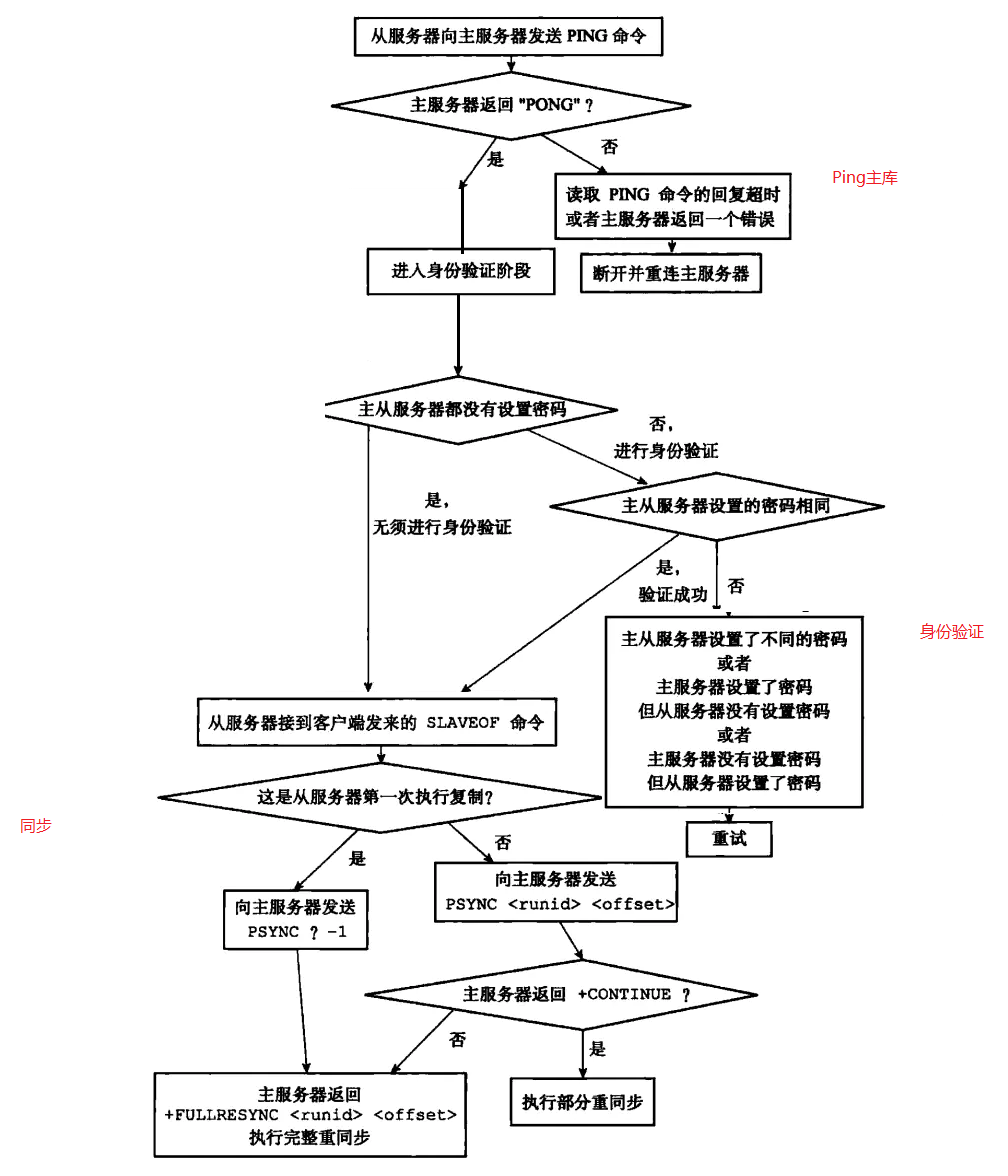 从服务器向主服务器发送 PING 命令
主服务器返回 "PONG" ?
是
否
Ping主库
读取 PING 命令的回复超时
或者主服务器返回一个错误
进入身份验证阶段
断开并重连主服务器
主从服务器都没有设置密码
否,
进行身份验证
是,
无须进行身份验证
主从服务器设置的密码相同
是,
验证成功
否
身份验证
主从服务器设置了不同的密码
或者
主服务器设置了密码
但从服务器没有设置密码
或者
主服务器没有设置密码
但从服务器设置了密码
重试
从服务器接到客户端发来的 SLAVEOF 命令
这是从服务器第一次执行复制?
同步
是
否
向主服务器发送
PSYNC ? -1
向主服务器发送
PSYNC <runid> <offset>
主服务器返回 +CONTINUE ?
否
是
主服务器返回
+FULLRESYNC <runid> <offset>
执行完整重同步
执行部分重同步